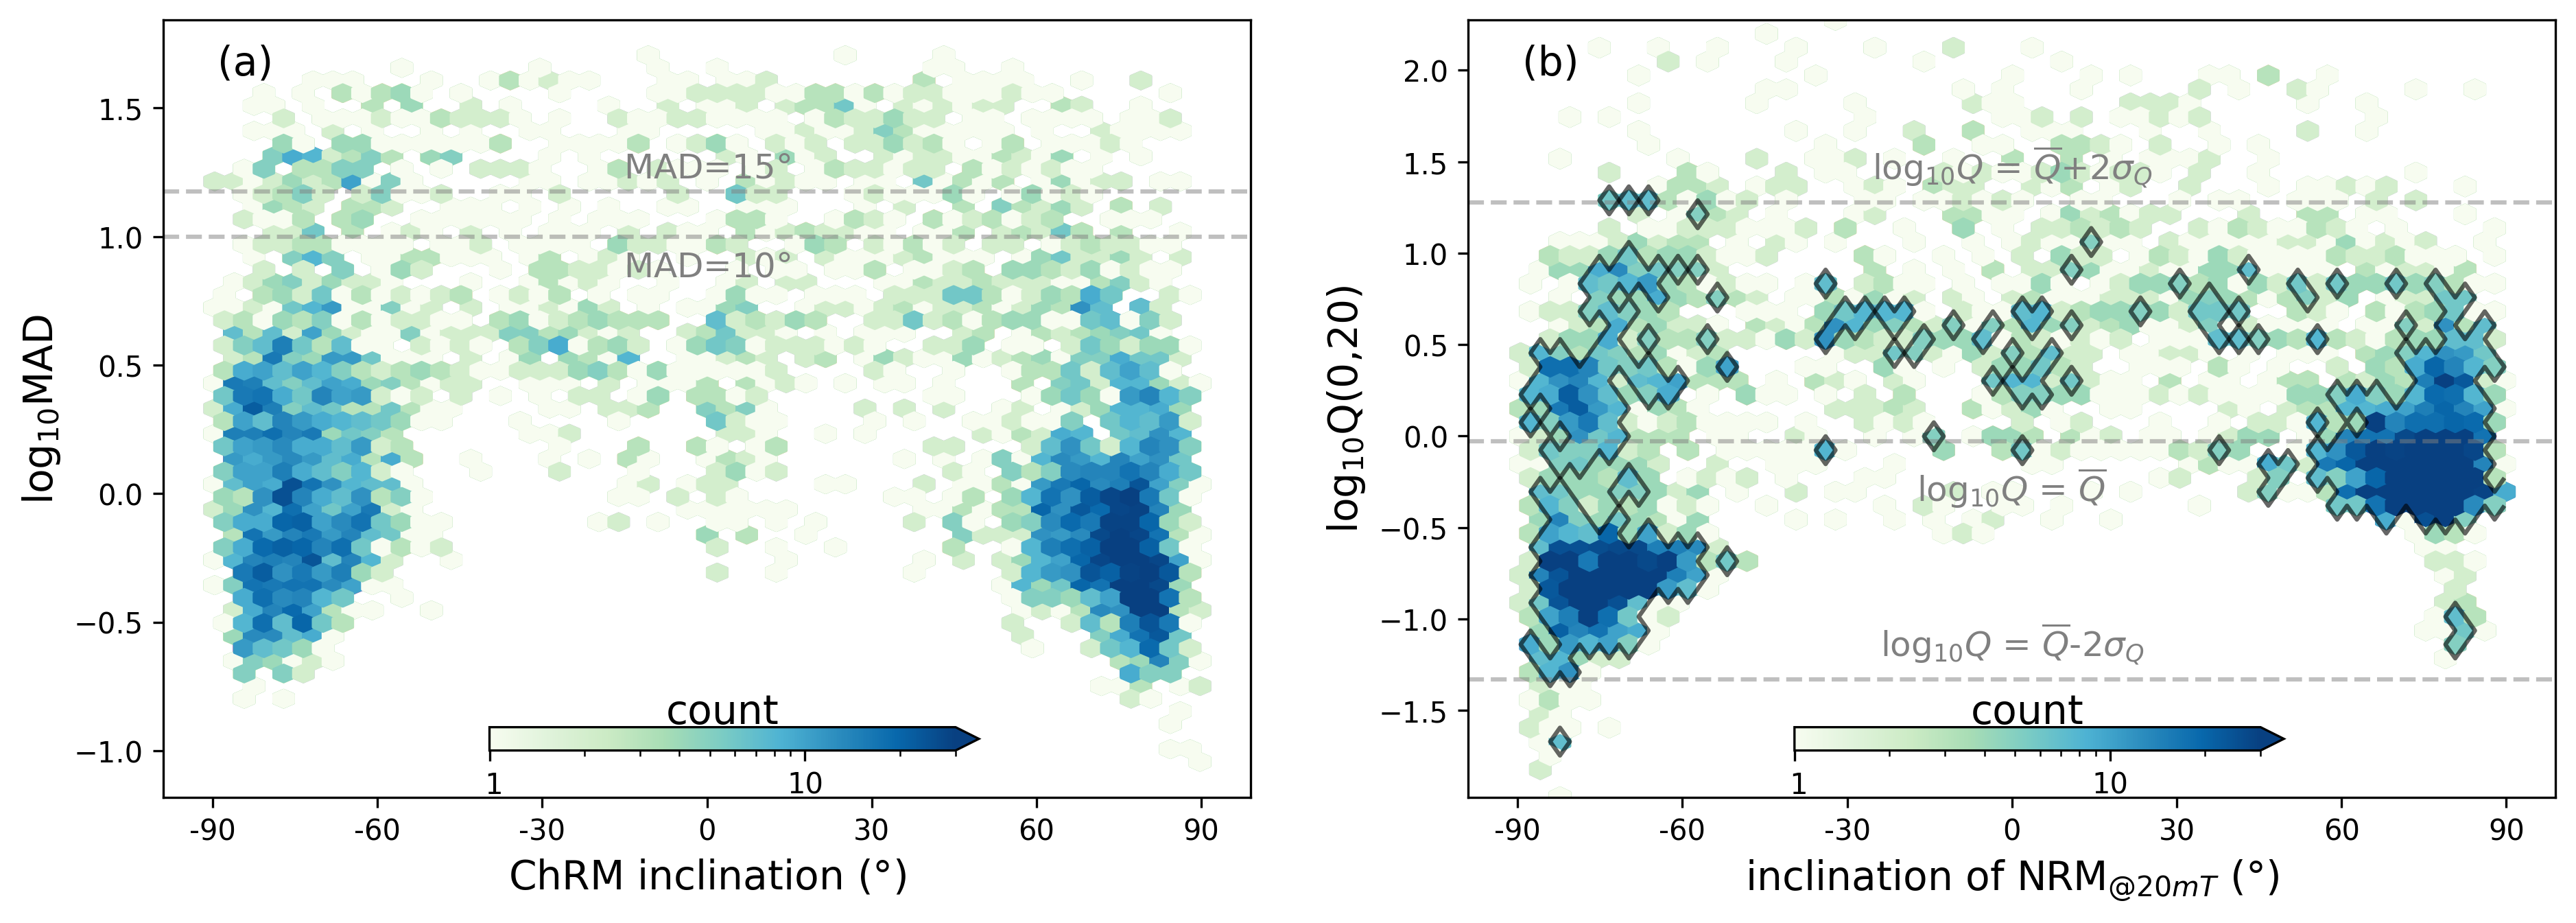 (a)
1.5
1.0
0.5
0.0
−0.5
−1.0
log₁₀MAD
MAD=15°
MAD=10°
count
1 10
-90 -60 -30 0 30 60 90
ChRM inclination (°)
(b)
2.0
1.5
1.0
0.5
0.0
−0.5
−1.0
−1.5
log₁₀Q(0,20)
log₁₀Q = Q̅+2σ_Q
log₁₀Q = Q̅
log₁₀Q = Q̅-2σ_Q
count
1 10
-90 -60 -30 0 30 60 90
inclination of NRM@20mT (°)